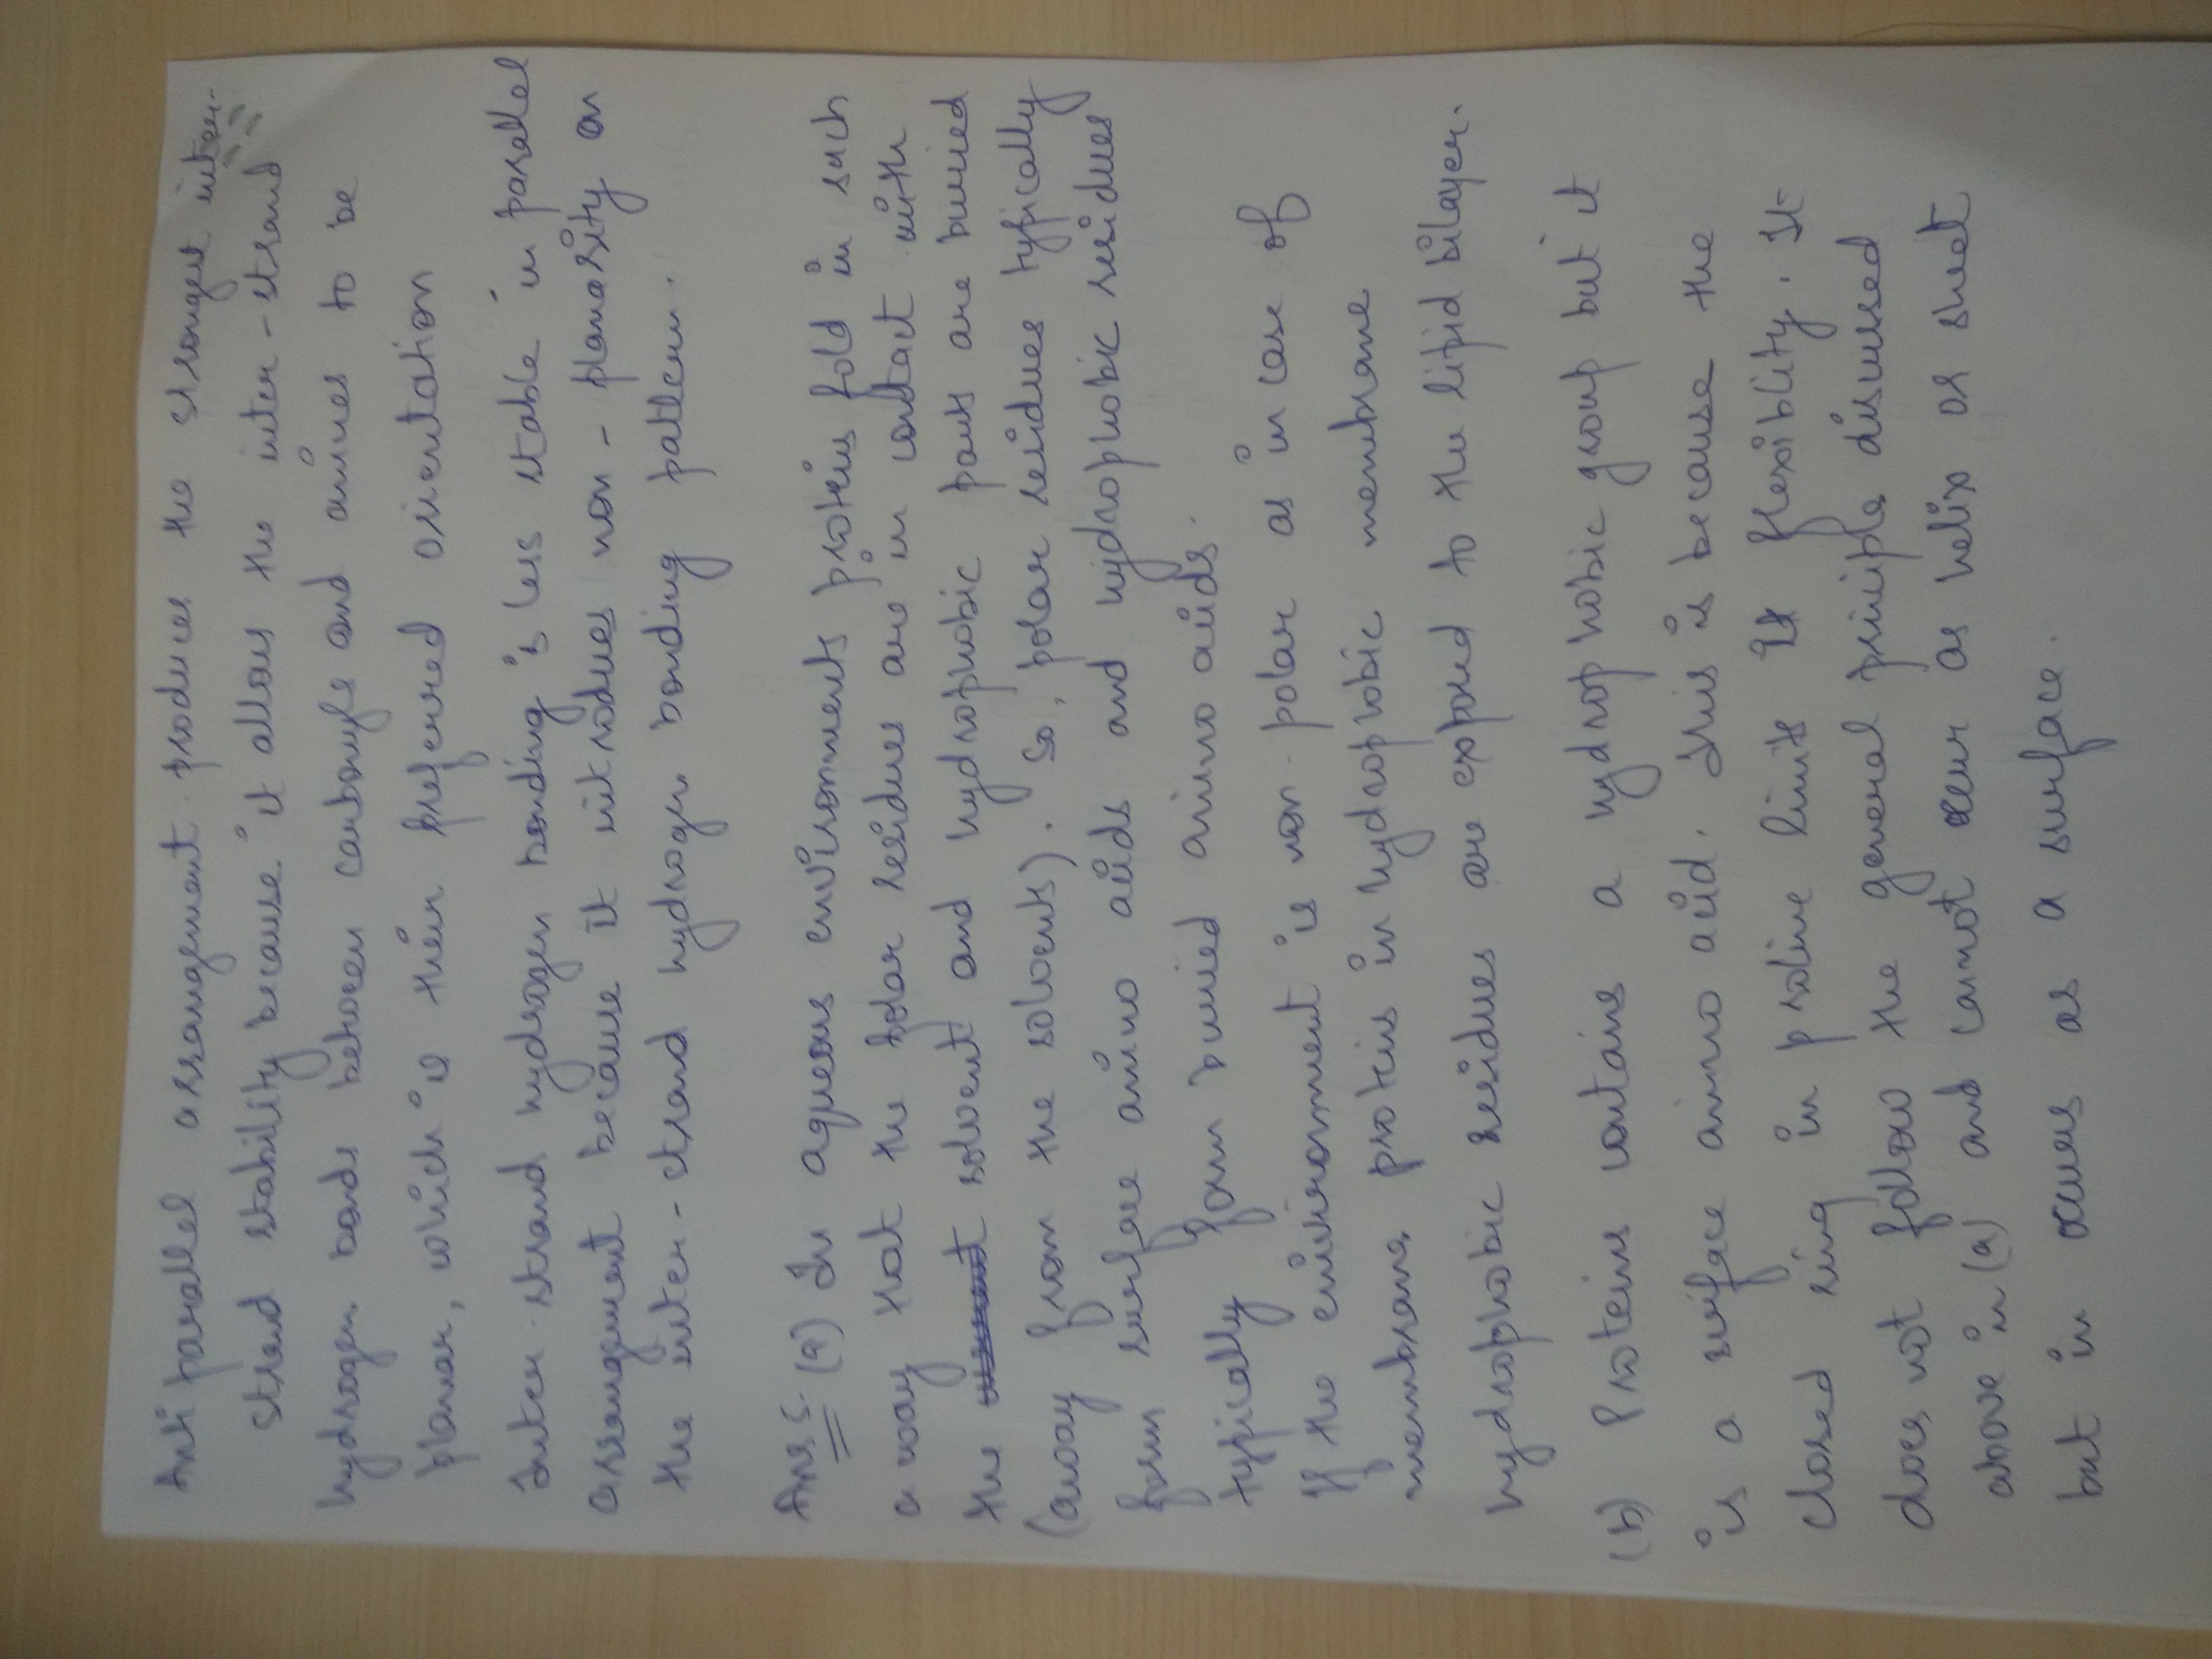 Anti parallel arrangement produces the strongest inter-
strand stability because it allows the inter-strand
hydrogen bonds between carbonyls and amines to be
planar, which is their preferred orientation
Inter-strand hydrogen bonding is less stable in parallel
arrangement because it introduces non-planarity on
the inter-strand hydrogen bonding pattern.
Ans 5. (a) In aqueous environments proteins fold in such
a way that the polar residues are in contact with
the solvent and hydrophobic parts are buried
(away from the solvents). So, polar residues typically
form surface amino acids and hydrophobic residues
typically form buried amino acids.
If the environment is non-polar as in case of
membrane proteins in hydrophobic membrane
hydrophobic residues are exposed to the lipid bilayer.
(b) Proteins contains a hydrophobic group but it
is a surface amino acid. This is because the
closed ring in proline limits its flexiblity. It
does not follow the general principle discussed
above in (a) and cannot occur as helix or sheet
but in occurs as a surface.